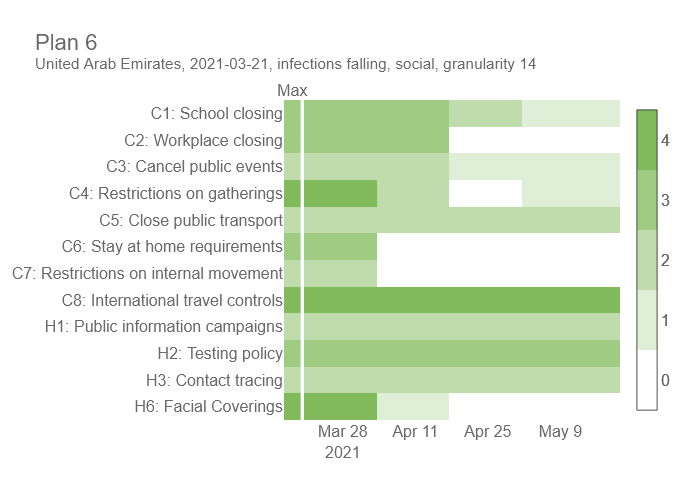 Plan 6
United Arab Emirates, 2021-03-21, infections falling, social, granularity 14
Max
C1: School closing
C2: Workplace closing
C3: Cancel public events
C4: Restrictions on gatherings
C5: Close public transport
C6: Stay at home requirements
C7: Restrictions on internal movement
C8: International travel controls
H1: Public information campaigns
H2: Testing policy
H3: Contact tracing
H6: Facial Coverings
Mar 28 Apr 11 Apr 25 May 9
2021
4
3
2
1
0